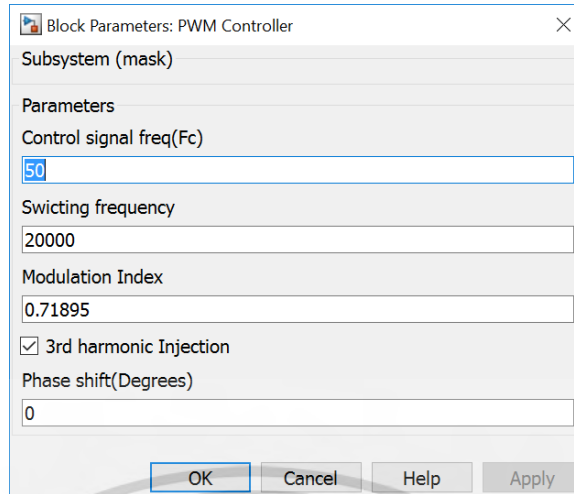 Block Parameters: PWM Controller
Subsystem (mask)
Parameters
Control signal freq(Fc)
50
Swicting frequency
20000
Modulation Index
0.71895
3rd harmonic Injection
Phase shift(Degrees)
0
OK Cancel Help Apply